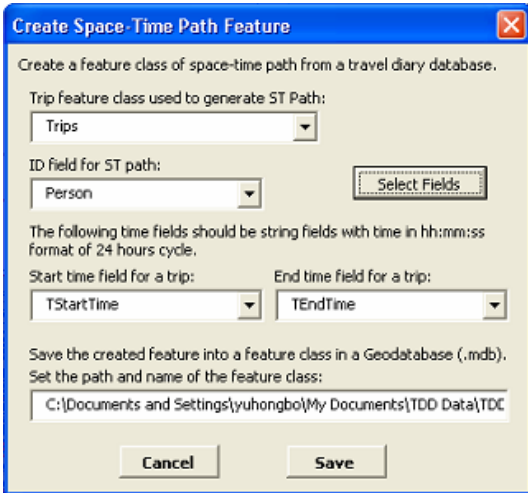 Create Space-Time Path Feature
Create a feature class of space-time path from a travel diary database.
Trip feature class used to generate ST Path:
Trips
ID field for ST path:
Person
Select Fields
The following time fields should be string fields with time in hh:mm:ss
format of 24 hours cycle.
Start time field for a trip:
End time field for a trip:
TStartTime
TEndTime
Save the created feature into a feature class in a Geodatabase (.mdb).
Set the path and name of the feature class:
C:\Documents and Settings\yuhongbo\My Documents\TDD Data\TDD
Cancel
Save